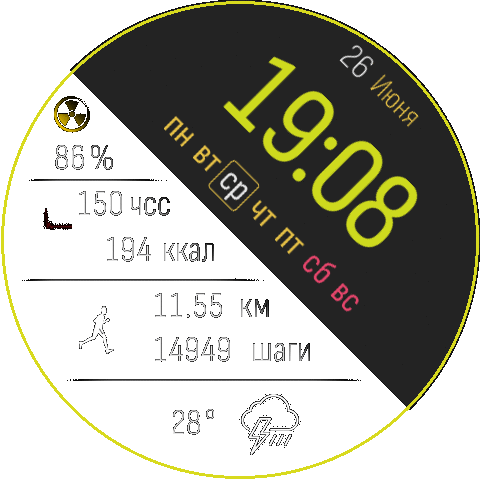 26 Июня
19:08
пн вт ср чт пт сб вс
86%
150 чсс
194 ккал
11.55 км
14949 шаги
28°